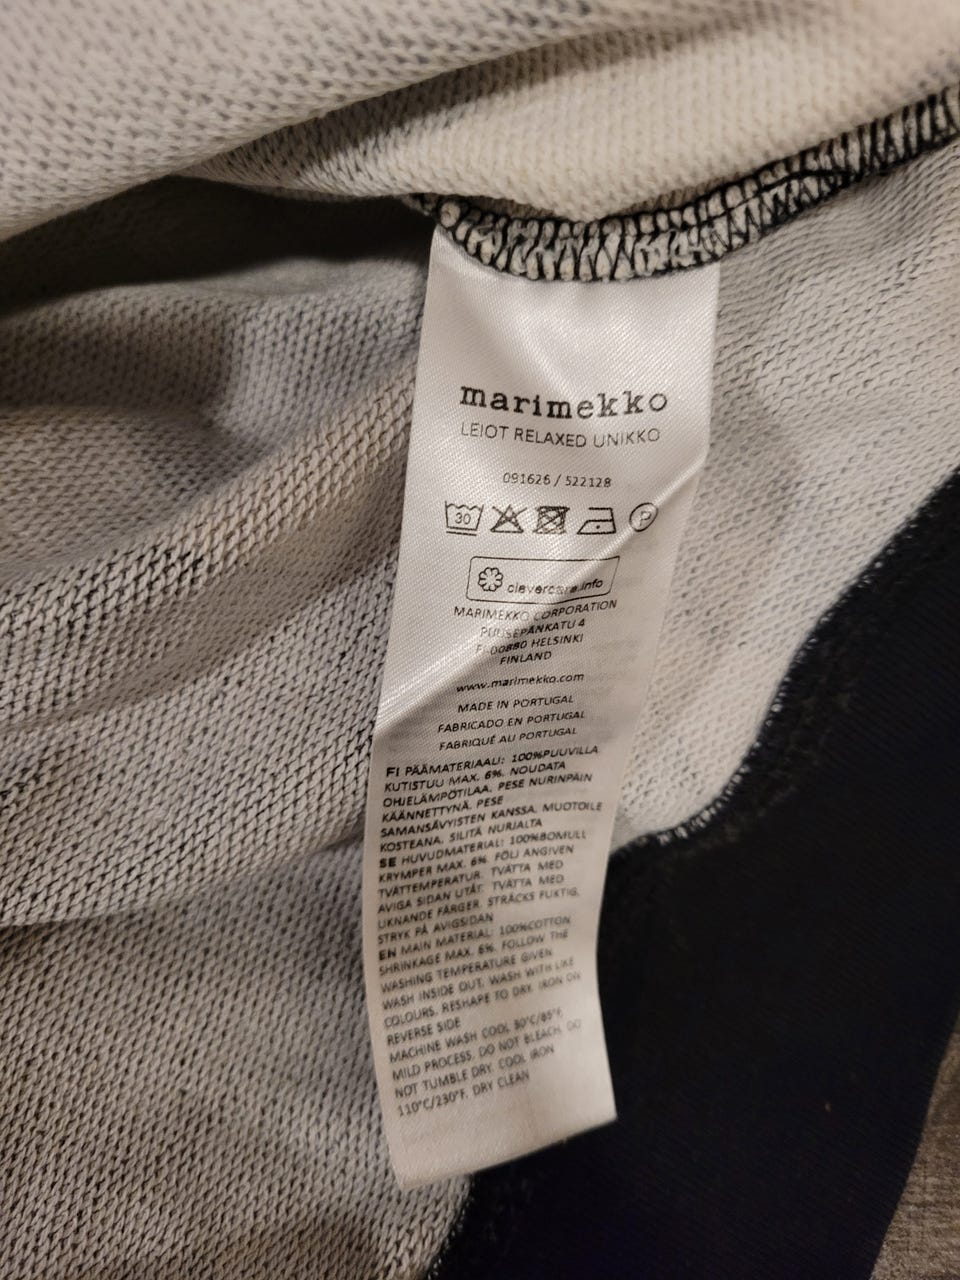 marimekko
LEIOT RELAXED UNIKKO
091626 / 522128
30 P
clevercare.info
MARIMEKKO CORPORATION
PUUSEPÄNKATU 4
FI-00880 HELSINKI
FINLAND
www.marimekko.com
MADE IN PORTUGAL
FABRICADO EN PORTUGAL
FABRIQUÉ AU PORTUGAL
FI PÄÄMATERIAALI: 100%PUUVILLA
KUTISTUU MAX. 6%. NOUDATA
OHJELÄMPÖTILAA. PESE NURINPÄIN
KÄÄNNETTYNÄ. PESE
SAMANSÄVYISTEN KANSSA. MUOTOILE
KOSTEANA. SILITÄ NURJALTA
SE HUVUDMATERIAL: 100%BOMULL
KRYMPER MAX. 6% FÖLJ ANGIVEN
TVÄTTEMPERATUR. TVÄTTA MED
AVIGA SIDAN UTÅT. TVÄTTA MED
LIKNANDE FÄRGER. STRÄCKS FUKTIG.
STRYK PÅ AVIGSIDAN
EN MAIN MATERIAL: 100%COTTON
SHRINKAGE MAX. 6%. FOLLOW THE
WASHING TEMPERATURE GIVEN
WASH INSIDE OUT. WASH WITH LIKE
COLOURS. RESHAPE TO DRY. IRON ON
REVERSE SIDE
MACHINE WASH COOL 30°C/85°F,
MILD PROCESS. DO NOT BLEACH. DO
NOT TUMBLE DRY. COOL IRON
110°C/230°F. DRY CLEAN